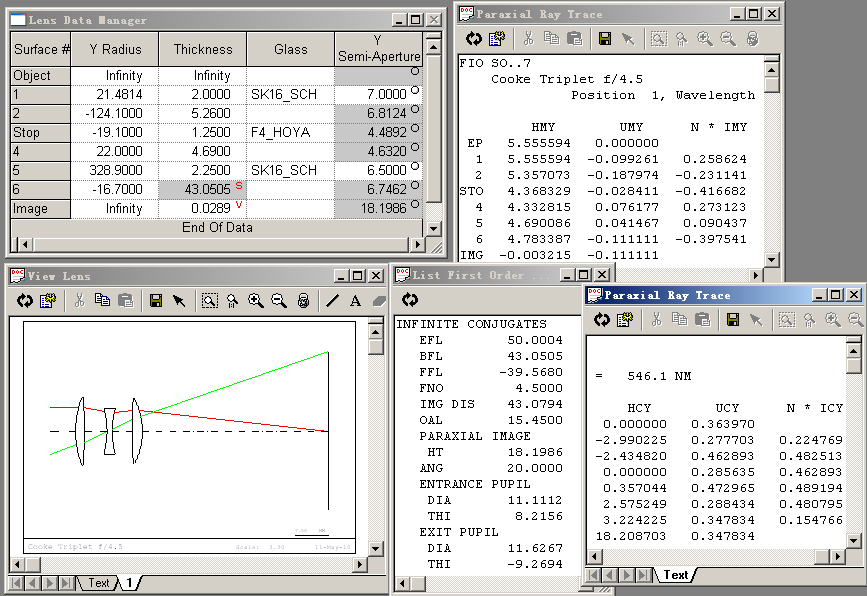 Lens Data Manager
Surface # Y Radius Thickness Glass Y Semi-Aperture
Object Infinity Infinity
1 21.4814 2.0000 SK16_SCH 7.0000
2 -124.1000 5.2600 6.8124
Stop -19.1000 1.2500 F4_HOYA 4.4892
4 22.0000 4.6900 4.6320
5 328.9000 2.2500 SK16_SCH 6.5000
6 -16.7000 43.0505 S 6.7462
Image Infinity 0.0289 V 18.1986
End Of Data
Paraxial Ray Trace
FIO SO..7
Cooke Triplet f/4.5
Position 1, Wavelength
HMY UMY N * IMY
EP 5.555594 0.000000
1 5.555594 -0.099261 0.258624
2 5.357073 -0.187974 -0.231141
STO 4.368329 -0.028411 -0.416682
4 4.332815 0.076177 0.273123
5 4.690086 0.041467 0.090437
6 4.783387 -0.111111 -0.397541
IMG -0.003215 -0.111111
View Lens
A
Cooke Triplet f/4.5
Text 1
List First Order ...
INFINITE CONJUGATES
EFL 50.0004
BFL 43.0505
FFL -39.5680
FNO 4.5000
IMG DIS 43.0794
OAL 15.4500
PARAXIAL IMAGE
HT 18.1986
ANG 20.0000
ENTRANCE PUPIL
DIA 11.1112
THI 8.2156
EXIT PUPIL
DIA 11.6267
THI -9.2694
Paraxial Ray Trace
= 546.1 NM
HCY UCY N * ICY
0.000000 0.363970
-2.990225 0.277703 0.224769
-2.434820 0.462893 0.482513
0.000000 0.285635 0.462893
0.357044 0.472965 0.489194
2.575249 0.288434 0.480795
3.224225 0.347834 0.154766
18.208703 0.347834
Text